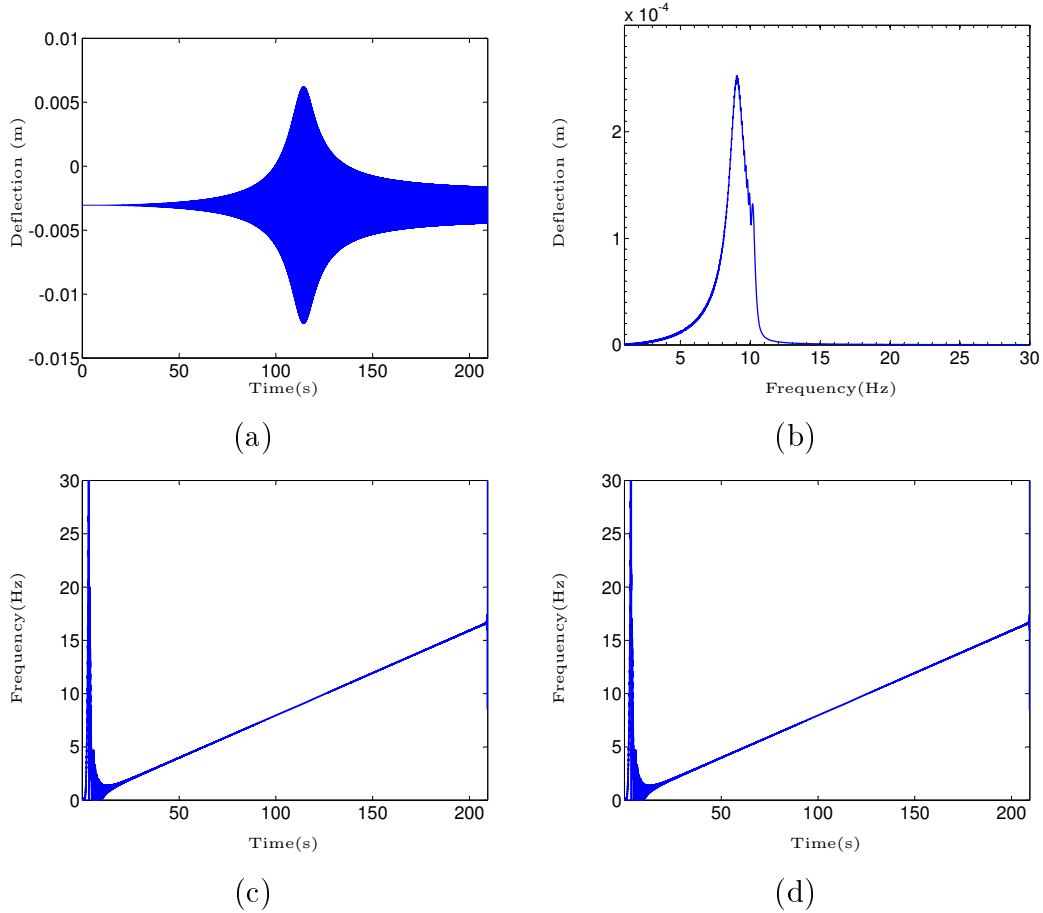 0.01
0.005
0
-0.005
-0.01
-0.015
Deflection (m)
0 50 100 150 200
Time(s)
(a)
x 10-4
2
1
0
Deflection (m)
5 10 15 20 25 30
Frequency(Hz)
(b)
30
25
20
15
10
5
0
Frequency(Hz)
0 50 100 150 200
Time(s)
(c)
30
25
20
15
10
5
0
Frequency(Hz)
50 100 150 200
Time(s)
(d)